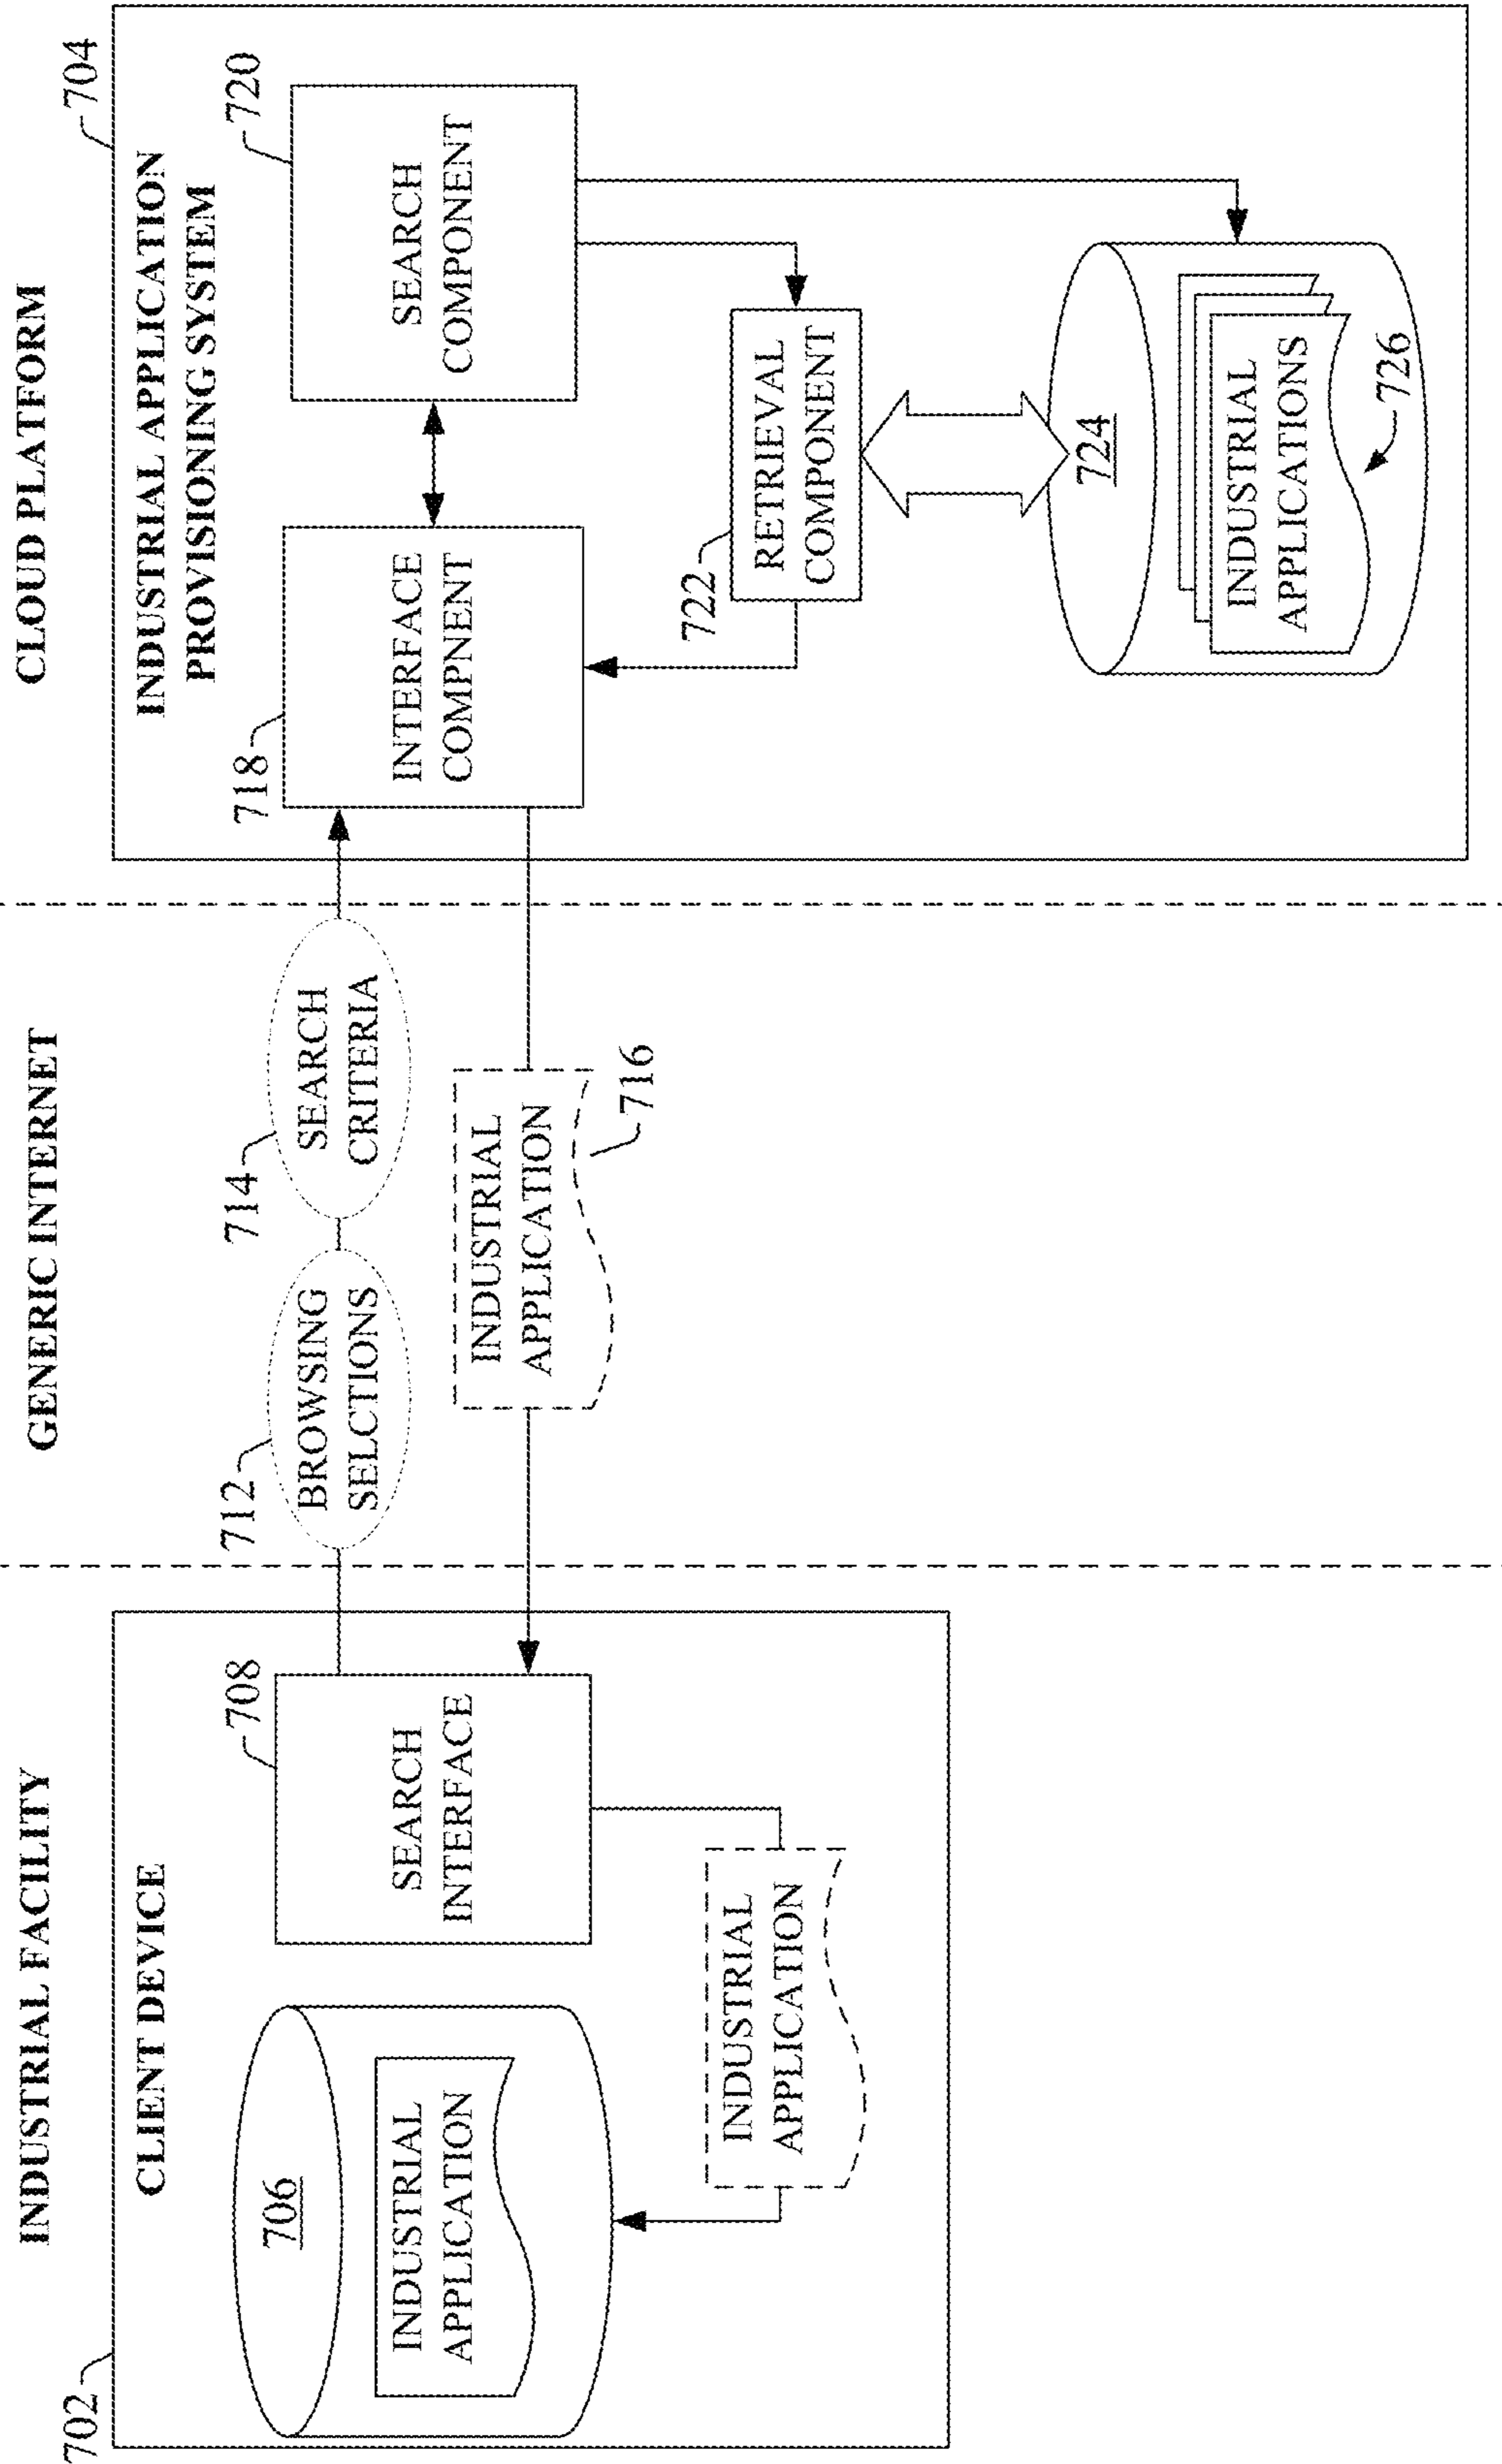 INDUSTRIAL FACILITY
GENERIC INTERNET
CLOUD PLATFORM
702
CLIENT DEVICE
706
INDUSTRIAL
APPLICATION
708
SEARCH
INTERFACE
INDUSTRIAL
APPLICATION
712
BROWSING
SELCTIONS
714
SEARCH
CRITERIA
INDUSTRIAL
APPLICATION
716
704
INDUSTRIAL APPLICATION
PROVISIONING SYSTEM
718
INTERFACE
COMPNENT
720
SEARCH
COMPONENT
722
RETRIEVAL
COMPONENT
724
INDUSTRIAL
APPLICATIONS
726